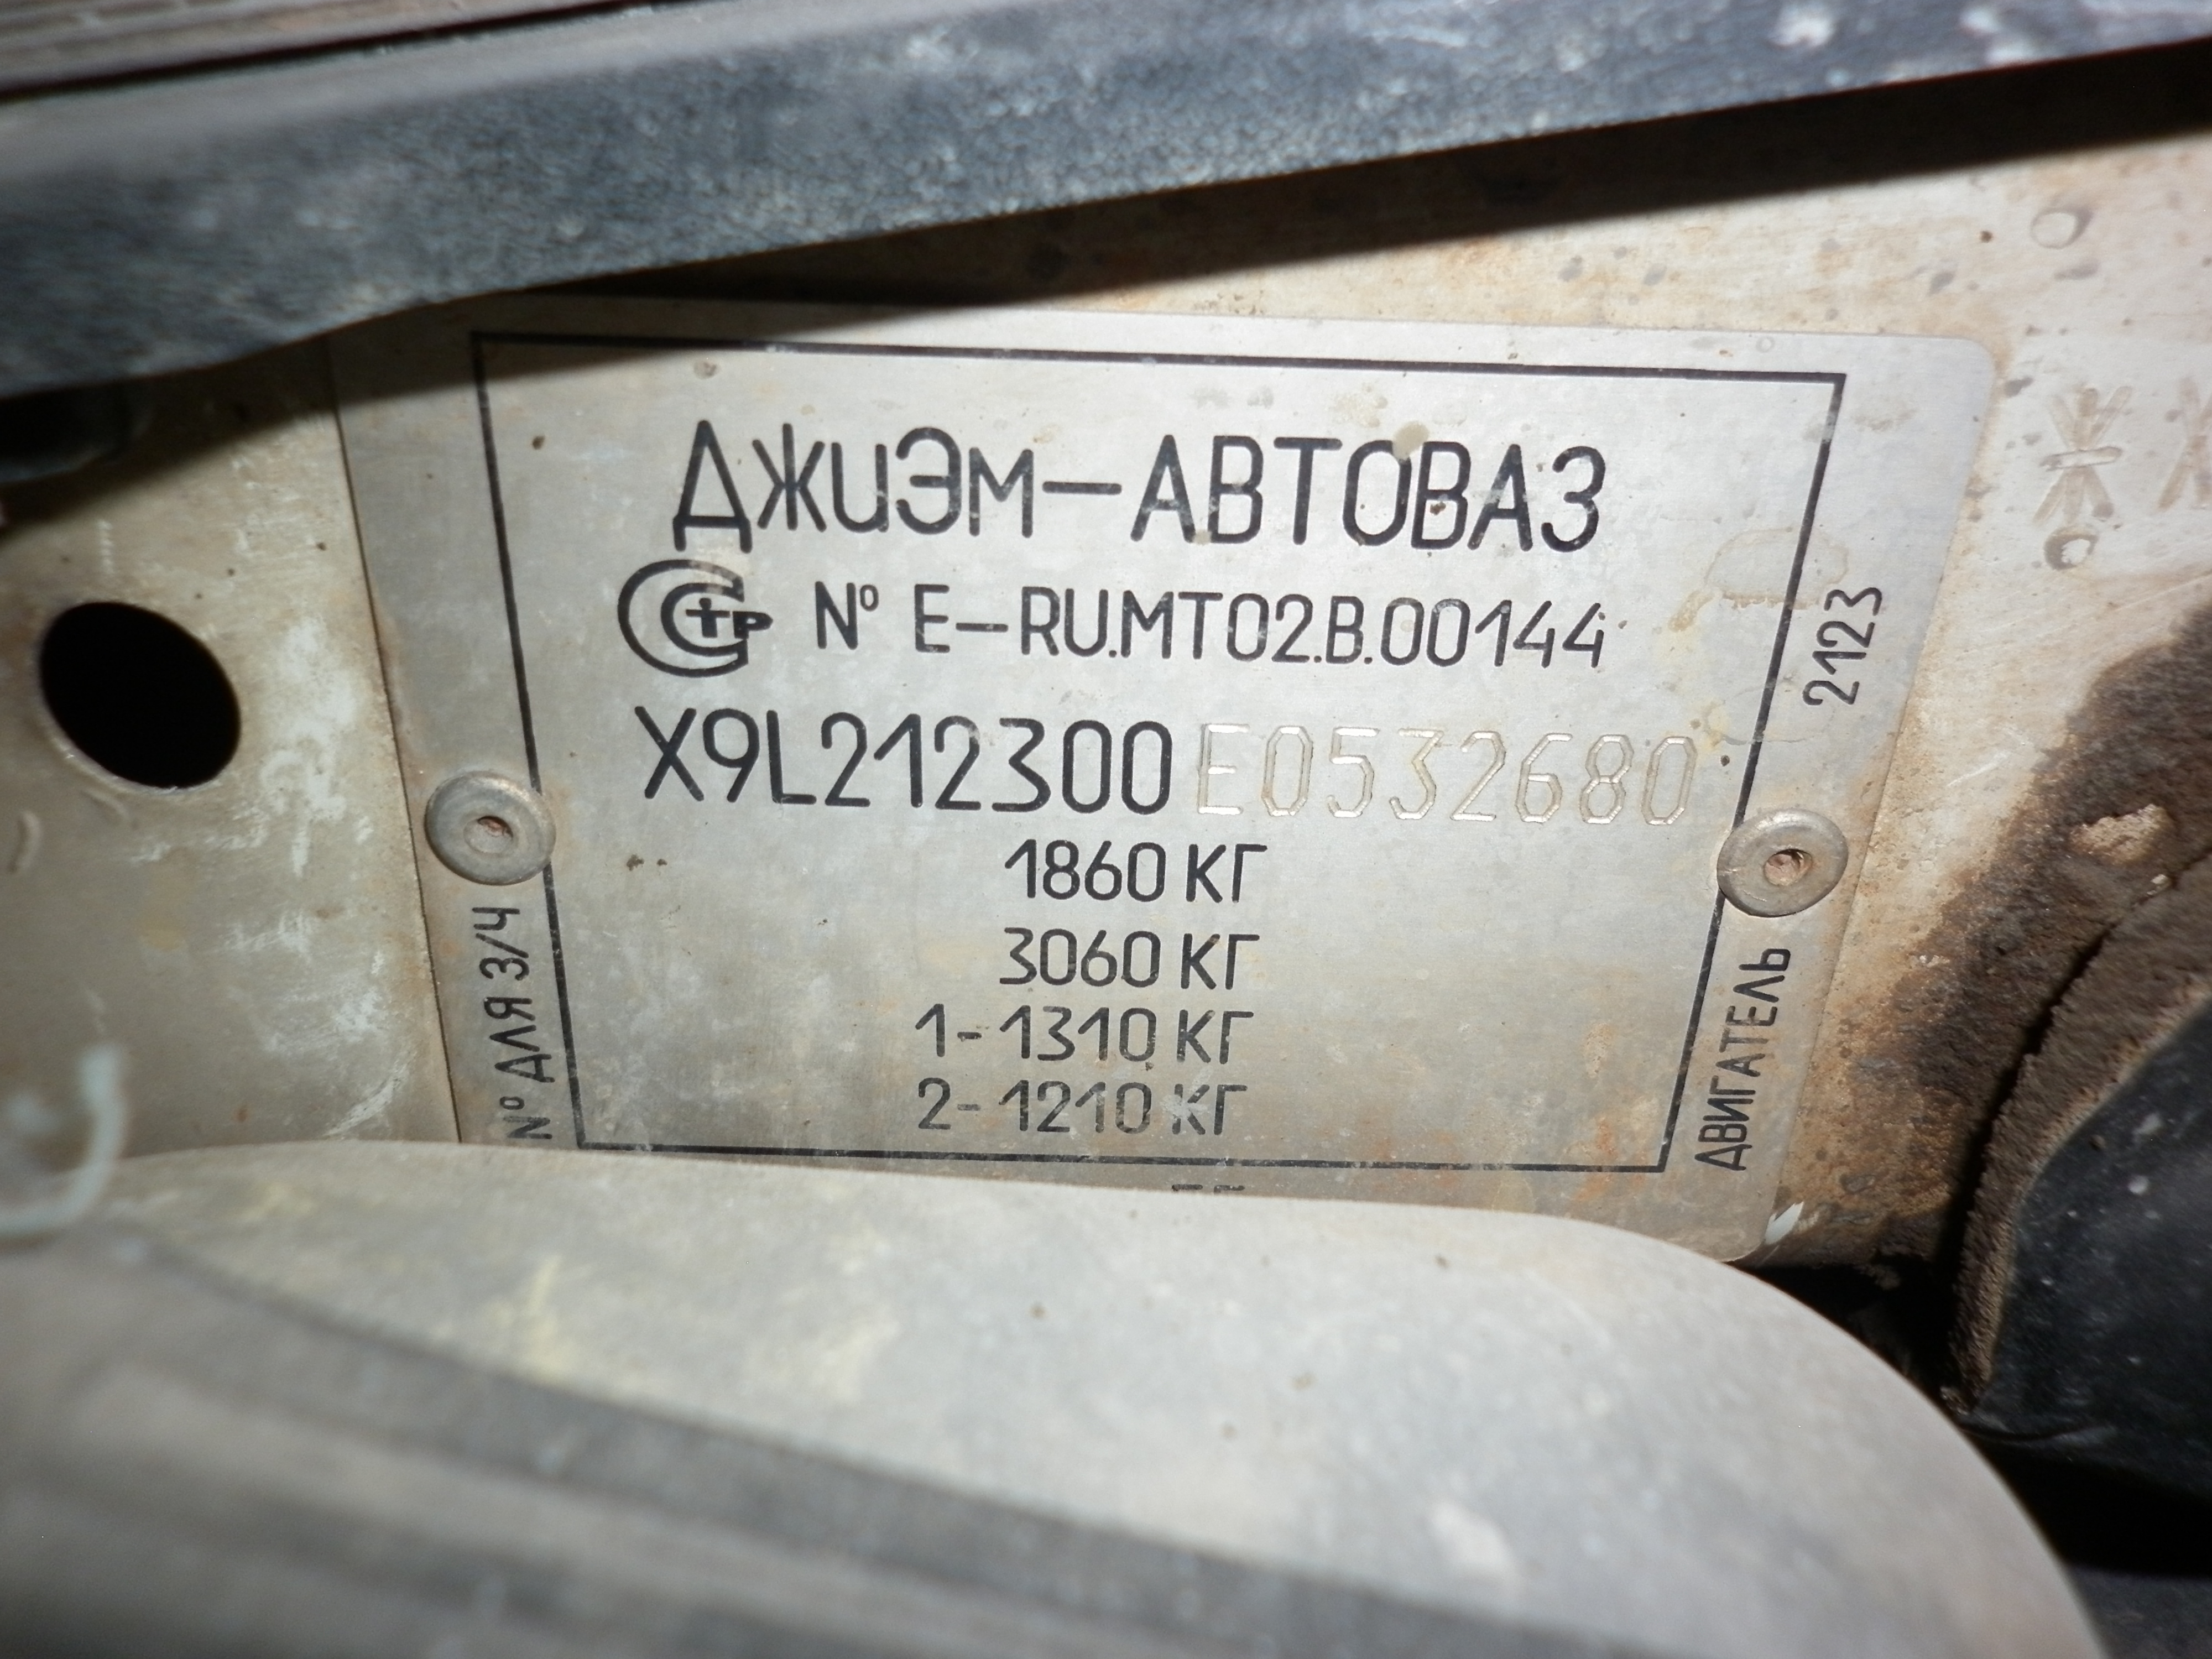 ДжиЭм-АВТОВАЗ
Стр № E-RU.MT02.B.00144
X9L212300E0532680
1860 КГ
3060 КГ
1-1310 КГ
2-1210 КГ
№ ДЛЯ З/Ч
ДВИГАТЕЛЬ 2123